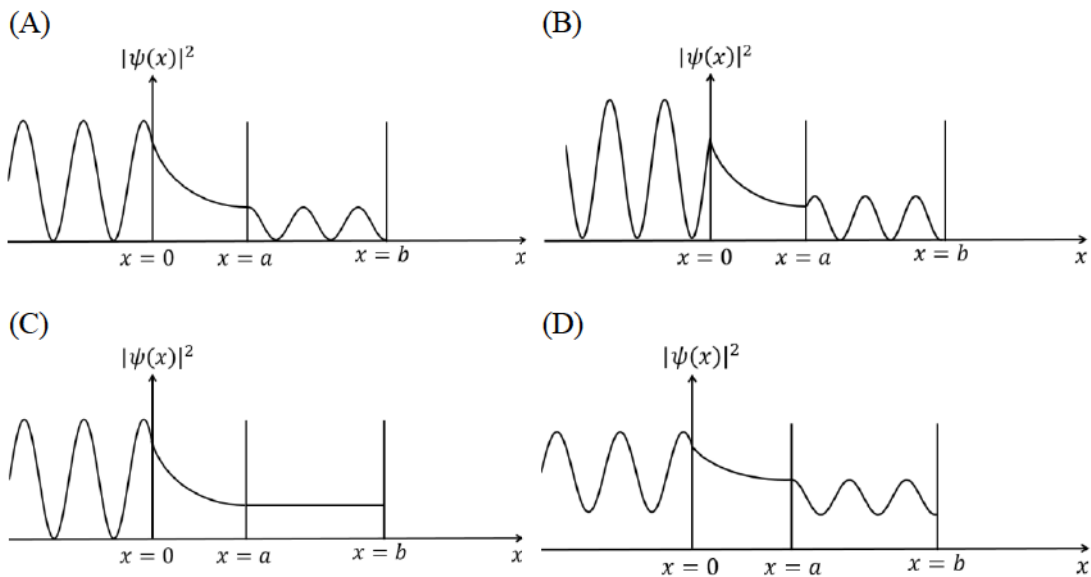 (A)
|ψ(x)|²
x = 0
x = a
x = b
x
(B)
|ψ(x)|²
x = 0
x = a
x = b
x
(C)
|ψ(x)|²
x = 0
x = a
x = b
x
(D)
|ψ(x)|²
x = 0
x = a
x = b
x